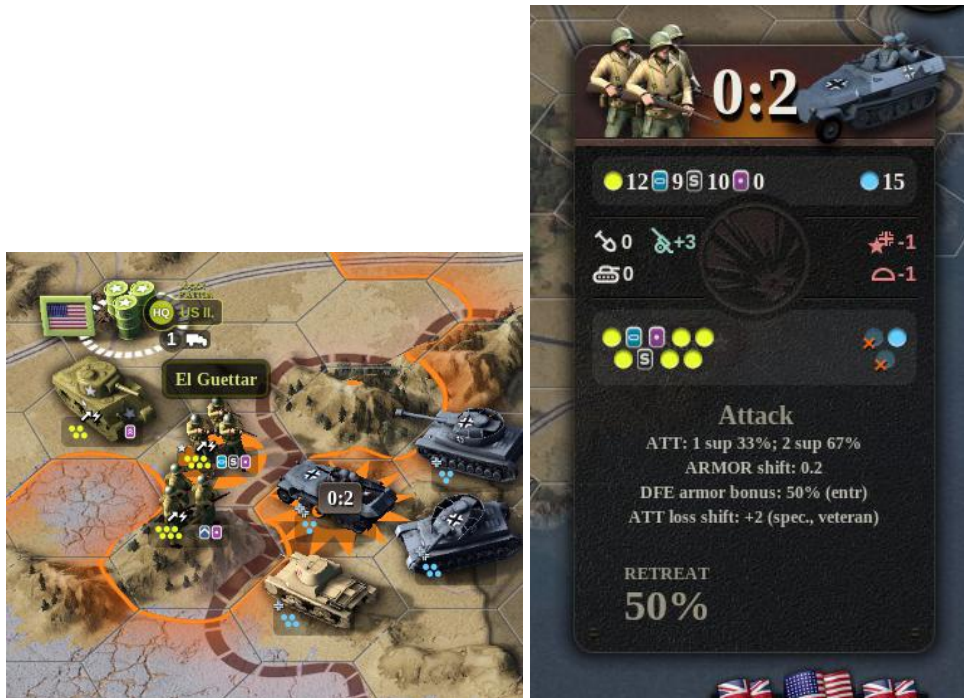 HQ US II.
1
El Guettar
0:2
S
0:2
12 9 S 10 0 15
0 +3 -1
0 -1
S
Attack
ATT: 1 sup 33%; 2 sup 67%
ARMOR shift: 0.2
DFE armor bonus: 50% (entr)
ATT loss shift: +2 (spec., veteran)
RETREAT
50%